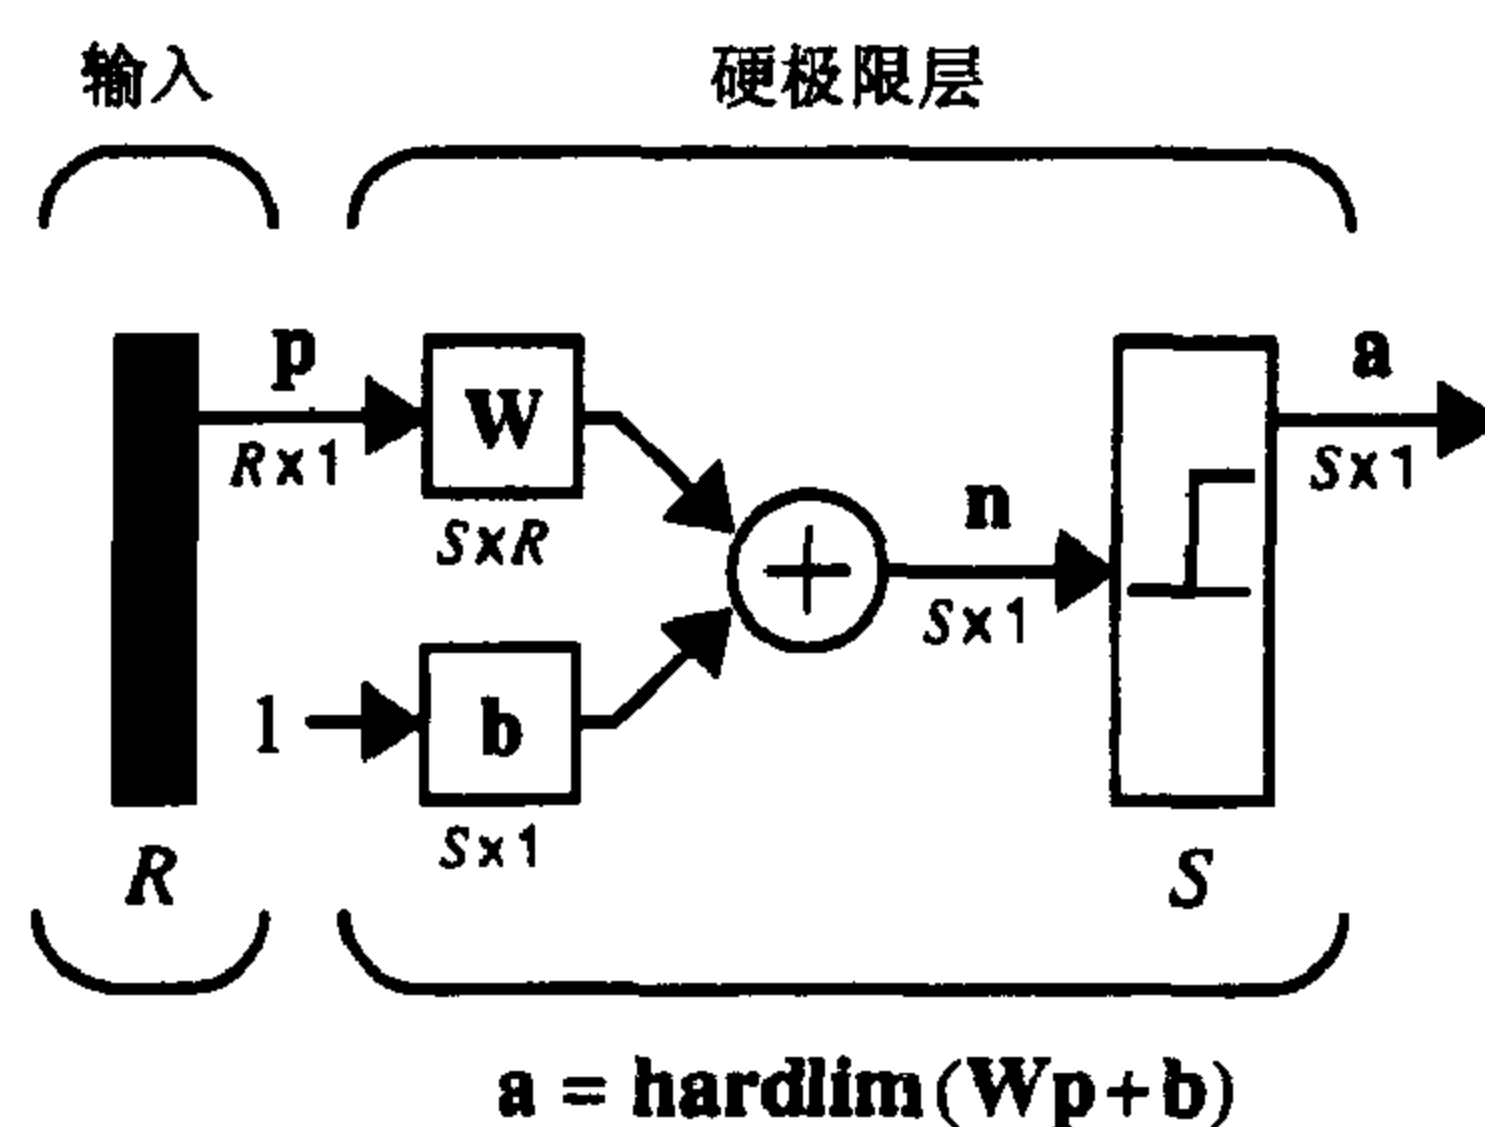 输入 硬极限层
p a
W
R×1 S×1
n
S×R
S×1
1 b
S×1
R S
a = hardlim(Wp+b)